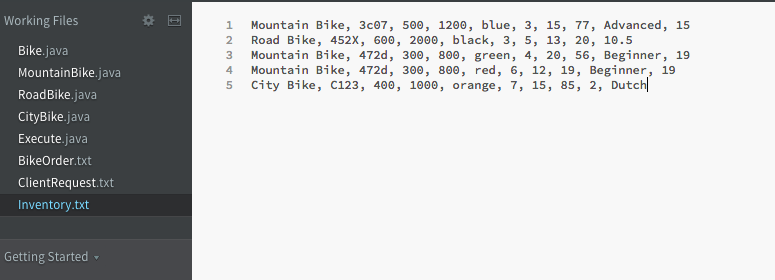 Working Files
Bike.java
MountainBike.java
RoadBike.java
CityBike.java
Execute.java
BikeOrder.txt
ClientRequest.txt
Inventory.txt
Getting Started
1 Mountain Bike, 3c07, 500, 1200, blue, 3, 15, 77, Advanced, 15
2 Road Bike, 452X, 600, 2000, black, 3, 5, 13, 20, 10.5
3 Mountain Bike, 472d, 300, 800, green, 4, 20, 56, Beginner, 19
4 Mountain Bike, 472d, 300, 800, red, 6, 12, 19, Beginner, 19
5 City Bike, C123, 400, 1000, orange, 7, 15, 85, 2, Dutch